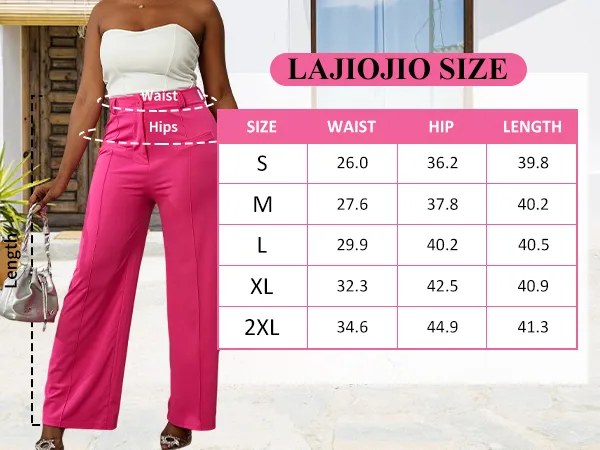 LAJIOJIO SIZE
Waist
Hips
Length
SIZE WAIST HIP LENGTH
S 26.0 36.2 39.8
M 27.6 37.8 40.2
L 29.9 40.2 40.5
XL 32.3 42.5 40.9
2XL 34.6 44.9 41.3